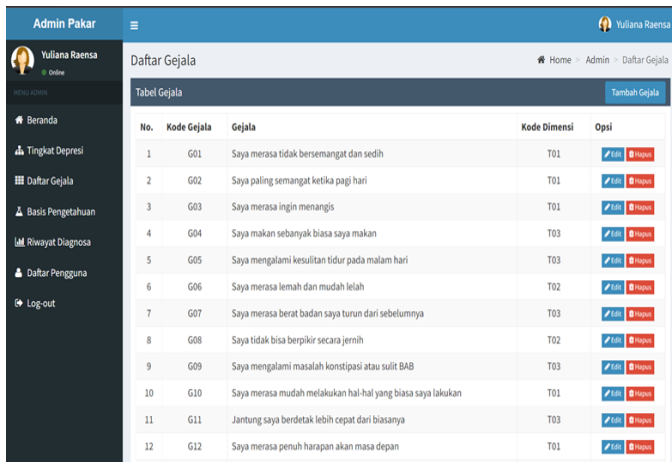 Admin Pakar
Yuliana Raensa
Yuliana Raensa
Online
Daftar Gejala
Home > Admin > Daftar Gejala
MENU ADMIN
Tabel Gejala
Tambah Gejala
Beranda
Tingkat Depresi
Daftar Gejala
Basis Pengetahuan
Riwayat Diagnosa
Daftar Pengguna
Log-out
No. Kode Gejala Gejala Kode Dimensi Opsi
1 G01 Saya merasa tidak bersemangat dan sedih T01 Edit Hapus
2 G02 Saya paling semangat ketika pagi hari T01 Edit Hapus
3 G03 Saya merasa ingin menangis T01 Edit Hapus
4 G04 Saya makan sebanyak biasa saya makan T03 Edit Hapus
5 G05 Saya mengalami kesulitan tidur pada malam hari T03 Edit Hapus
6 G06 Saya merasa lemah dan mudah lelah T02 Edit Hapus
7 G07 Saya merasa berat badan saya turun dari sebelumnya T03 Edit Hapus
8 G08 Saya tidak bisa berpikir secara jernih T02 Edit Hapus
9 G09 Saya mengalami masalah konstipasi atau sulit BAB T03 Edit Hapus
10 G10 Saya merasa mudah melakukan hal-hal yang biasa saya lakukan T01 Edit Hapus
11 G11 Jantung saya berdetak lebih cepat dari biasanya T03 Edit Hapus
12 G12 Saya merasa penuh harapan akan masa depan T01 Edit Hapus